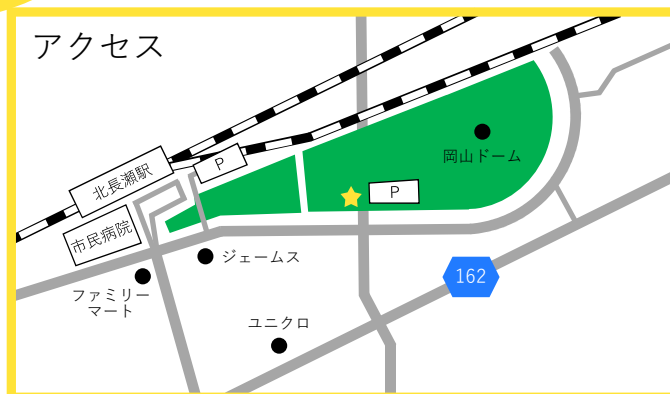 アクセス
北長瀬駅
P
岡山ドーム
P
市民病院
ジェームス
ファミリー
マート
162
ユニクロ